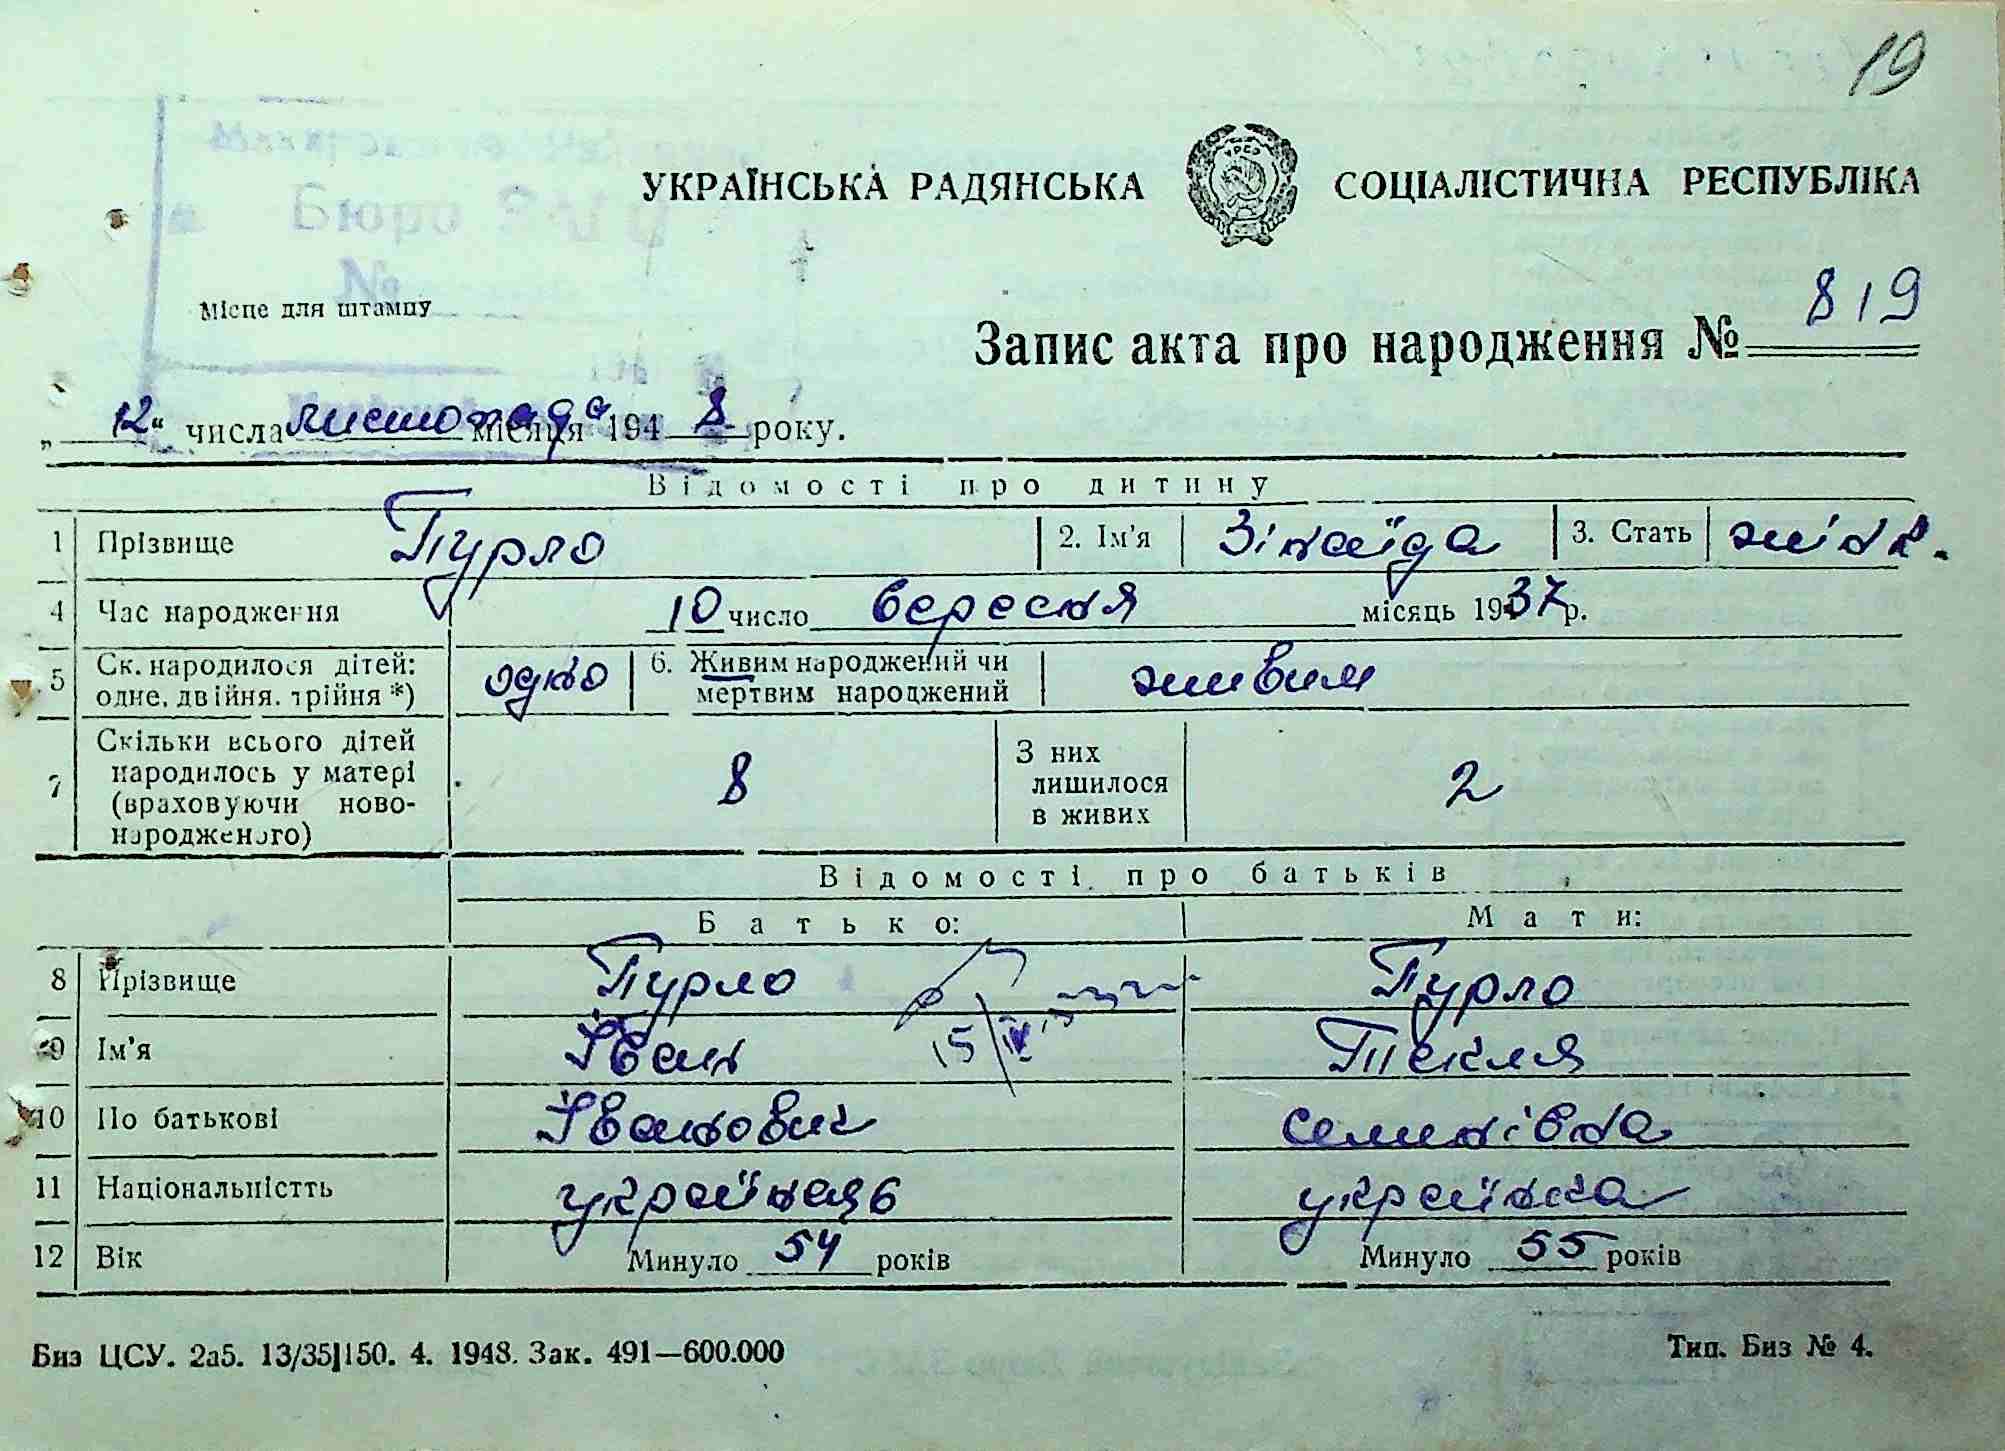 19
УКРАЇНСЬКА РАДЯНСЬКА СОЦІАЛІСТИЧНА РЕСПУБЛІКА
Бюро
№
Місце для штампу
Запис акта про народження № 819
„12“ числа листопада місяця 1948 року.
Відомості про дитину
1 Прізвище Пурло 2. Ім'я Зінаїда 3. Стать жінк.
4 Час народження 10 число вересня місяць 1937 р.
5 Ск. народилося дітей: одне, двійня, трійня *) одно 6. Живим народжений чи мертвим народжений живим
7 Скільки всього дітей народилось у матері (враховуючи новонародженого) 8 З них лишилося в живих 2
Відомості про батьків
Батько: Мати:
8 Прізвище Пурло Пурло
9 Ім'я Іван Текля
10 По батькові Іванович Семинівна
11 Національністть українець українка
12 Вік Минуло 54 років Минуло 55 років
Биз ЦСУ. 2а5. 13/35|150. 4. 1948. Зак. 491—600.000 Тип. Биз № 4.